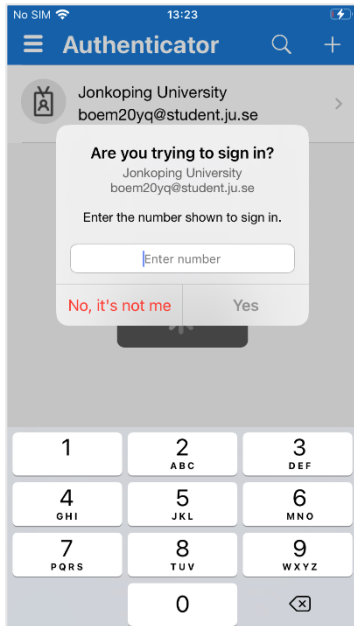 No SIM 13:23
Authenticator
Jonkoping University
boem20yq@student.ju.se
Are you trying to sign in?
Jonkoping University
boem20yq@student.ju.se
Enter the number shown to sign in.
Enter number
No, it's not me Yes
1 2 3
ABC DEF
4 5 6
GHI JKL MNO
7 8 9
PQRS TUV WXYZ
0